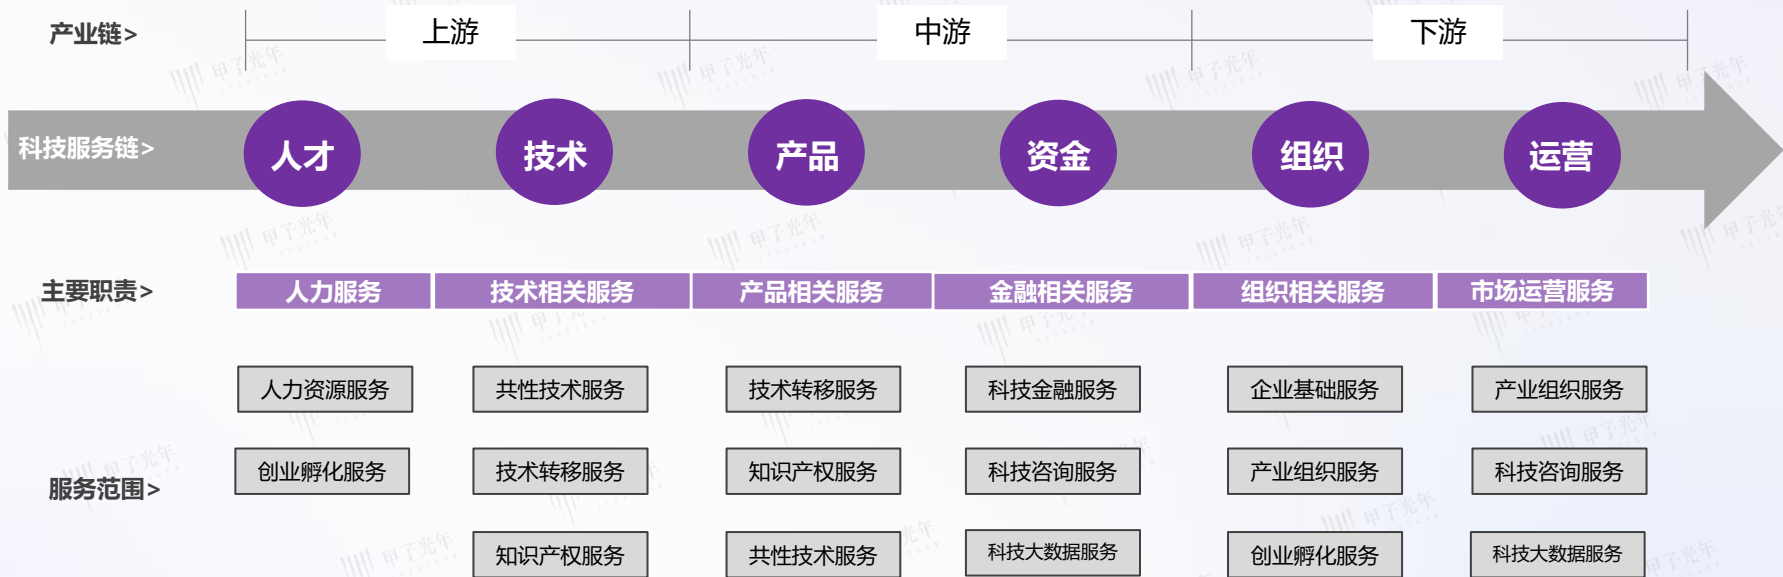 产业链> 上游 中游 下游
科技服务链> 人才 技术 产品 资金 组织 运营
主要职责> 人力服务 技术相关服务 产品相关服务 金融相关服务 组织相关服务 市场运营服务
人力资源服务 共性技术服务 技术转移服务 科技金融服务 企业基础服务 产业组织服务
服务范围> 创业孵化服务 技术转移服务 知识产权服务 科技咨询服务 产业组织服务 科技咨询服务
知识产权服务 共性技术服务 科技大数据服务 创业孵化服务 科技大数据服务
甲子光年